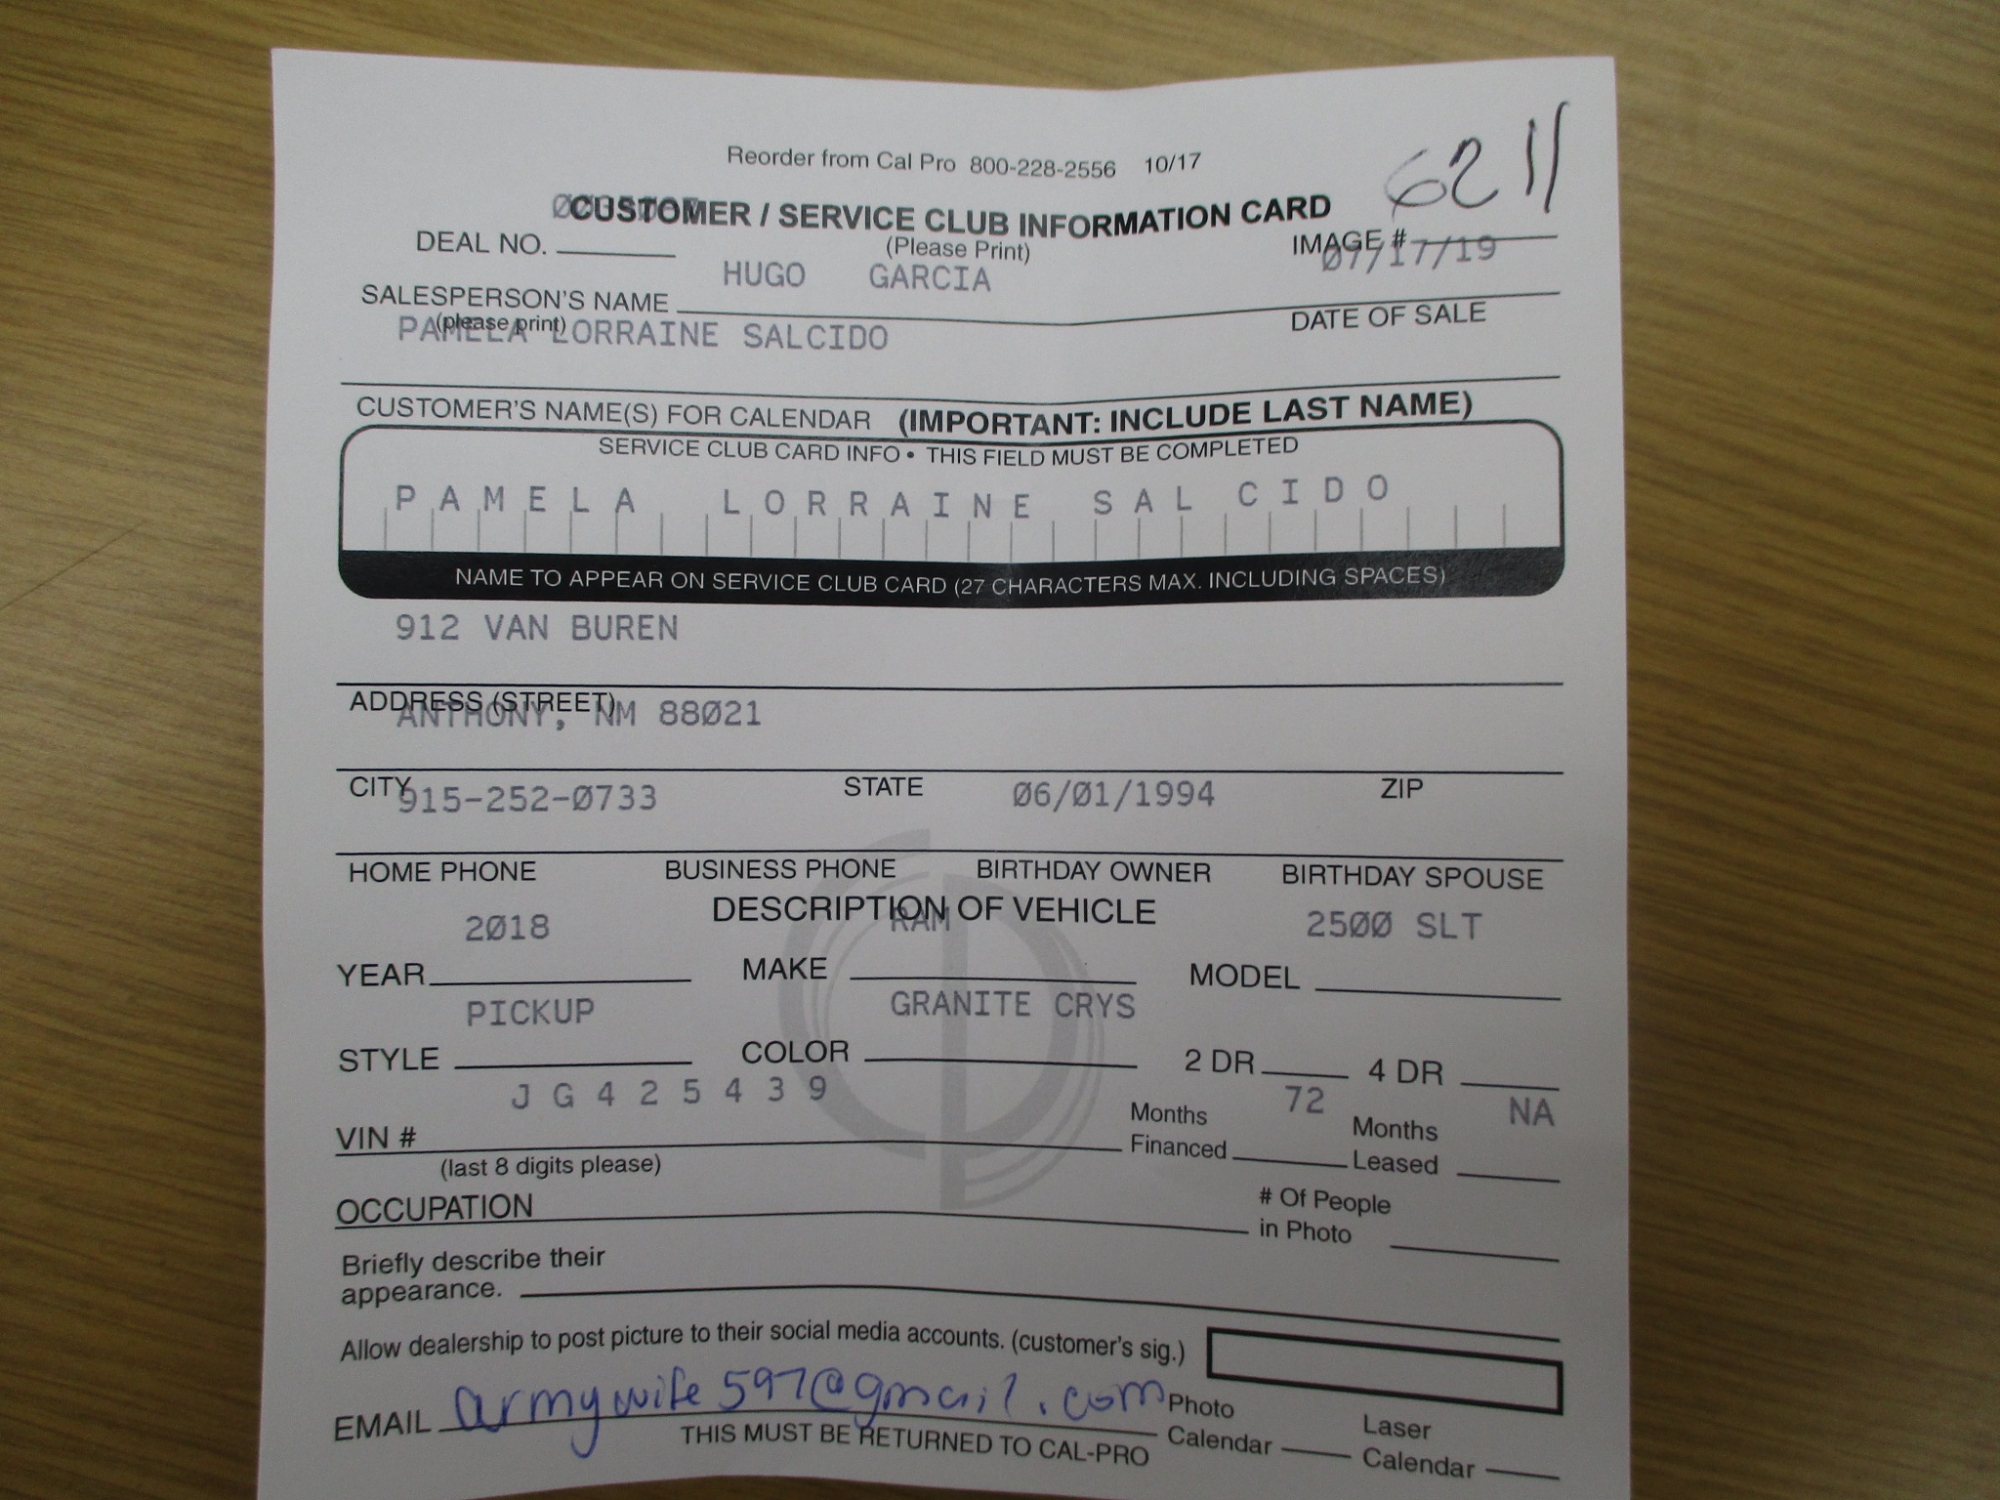 Reorder from Cal Pro 800-228-2556 10/17
6211
CUSTOMER / SERVICE CLUB INFORMATION CARD
DEAL NO. (Please Print) IMAGE #
HUGO GARCIA 07/17/19
SALESPERSON'S NAME
(please print) DATE OF SALE
PAMELA LORRAINE SALCIDO
CUSTOMER'S NAME(S) FOR CALENDAR (IMPORTANT: INCLUDE LAST NAME)
SERVICE CLUB CARD INFO • THIS FIELD MUST BE COMPLETED
PAMELA LORRAINE SALCIDO
NAME TO APPEAR ON SERVICE CLUB CARD (27 CHARACTERS MAX. INCLUDING SPACES)
912 VAN BUREN
ADDRESS (STREET)
ANTHONY, NM 88021
CITY STATE ZIP
915-252-0733 06/01/1994
HOME PHONE BUSINESS PHONE BIRTHDAY OWNER BIRTHDAY SPOUSE
DESCRIPTION OF VEHICLE
2018 RAM 2500 SLT
YEAR MAKE MODEL
PICKUP GRANITE CRYS
STYLE COLOR 2 DR 4 DR
JG425439 72 NA
VIN # Months Financed Months Leased
(last 8 digits please)
OCCUPATION # Of People in Photo
Briefly describe their
appearance.
Allow dealership to post picture to their social media accounts. (customer's sig.)
EMAIL armywife597@gmail.com Photo Calendar Laser Calendar
THIS MUST BE RETURNED TO CAL-PRO